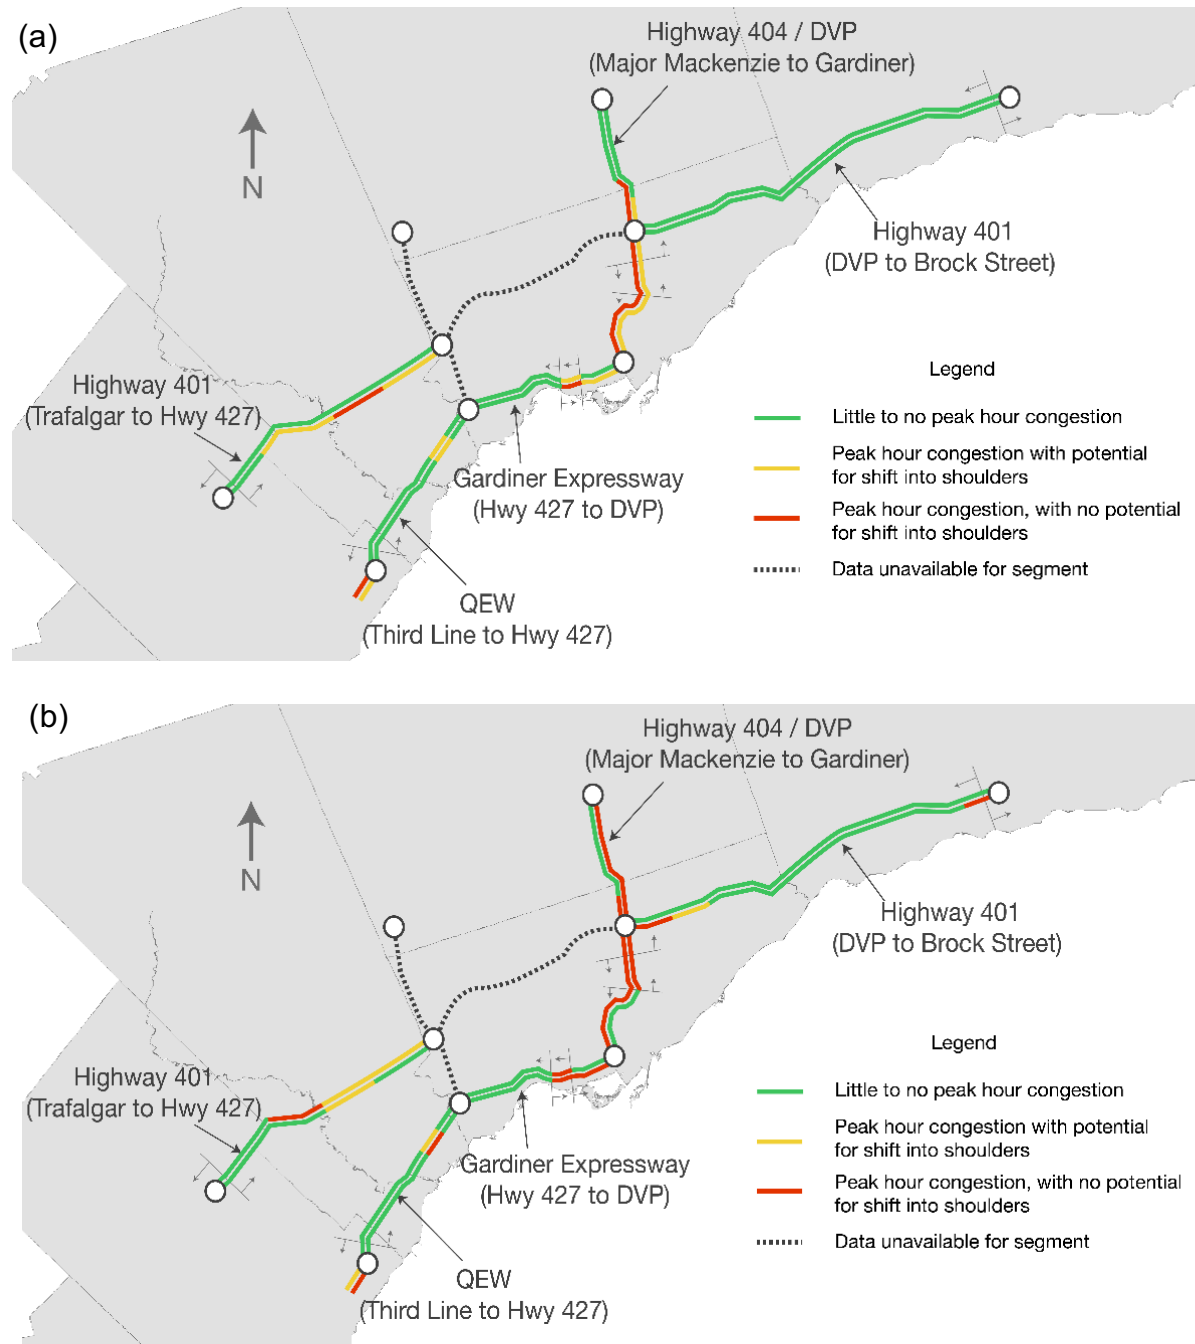 (a)
Highway 404 / DVP
(Major Mackenzie to Gardiner)
N
Highway 401
(DVP to Brock Street)
Highway 401
(Trafalgar to Hwy 427)
Gardiner Expressway
(Hwy 427 to DVP)
QEW
(Third Line to Hwy 427)
Legend
Little to no peak hour congestion
Peak hour congestion with potential
for shift into shoulders
Peak hour congestion, with no potential
for shift into shoulders
Data unavailable for segment
(b)
Highway 404 / DVP
(Major Mackenzie to Gardiner)
N
Highway 401
(DVP to Brock Street)
Highway 401
(Trafalgar to Hwy 427)
Gardiner Expressway
(Hwy 427 to DVP)
QEW
(Third Line to Hwy 427)
Legend
Little to no peak hour congestion
Peak hour congestion with potential
for shift into shoulders
Peak hour congestion, with no potential
for shift into shoulders
Data unavailable for segment